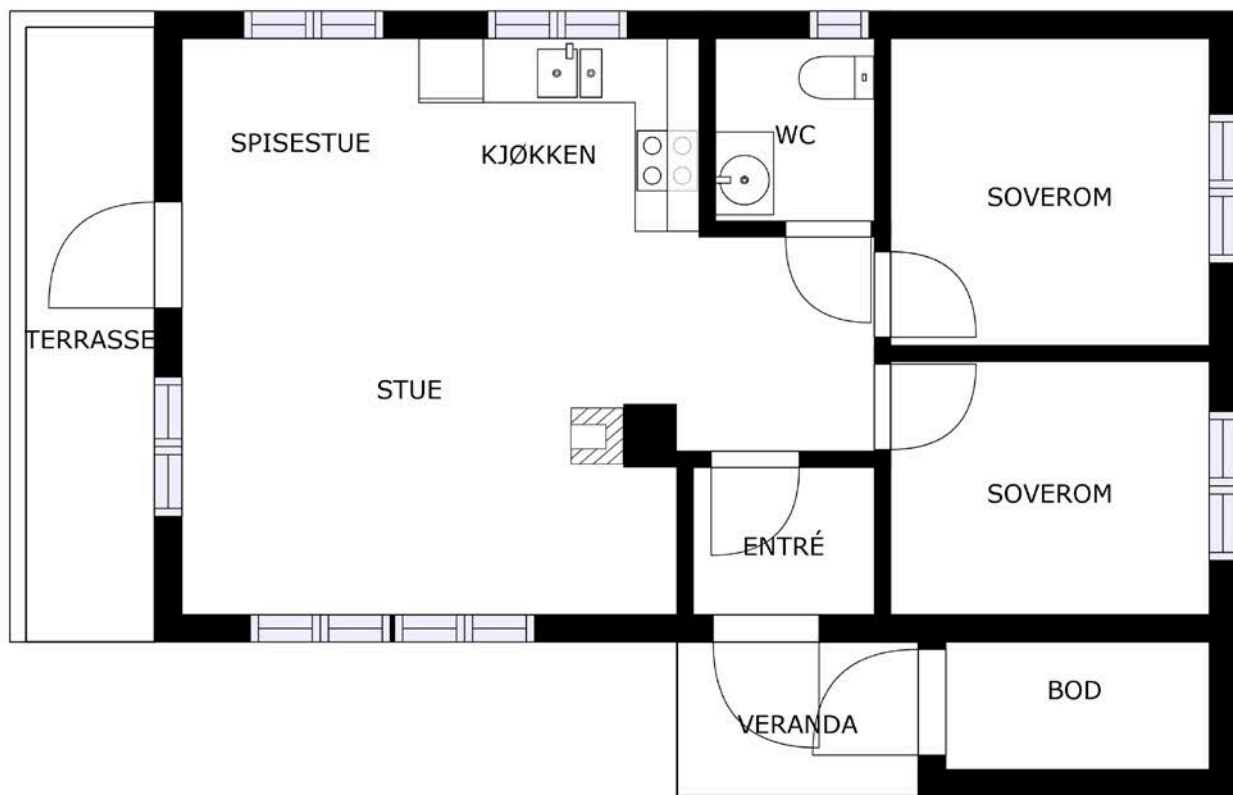 SPISESTUE
KJØKKEN
WC
SOVEROM
TERRASSE
STUE
SOVEROM
ENTRÉ
VERANDA
BOD